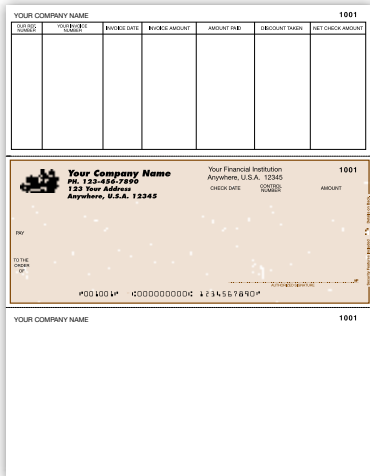 YOUR COMPANY NAME 1001
OUR REF. NUMBER YOUR INVOICE NUMBER INVOICE DATE INVOICE AMOUNT AMOUNT PAID DISCOUNT TAKEN NET CHECK AMOUNT
Your Company Name Your Financial Institution 1001
PH. 123-456-7890 Anywhere, U.S.A. 12345
123 Your Address CHECK DATE CONTROL NUMBER AMOUNT
Anywhere, U.S.A. 12345
PAY
TO THE
ORDER
OF
AUTHORIZED SIGNATURE
⑈001001⑈ ⑆000000000⑆ 1234567890⑈
YOUR COMPANY NAME 1001